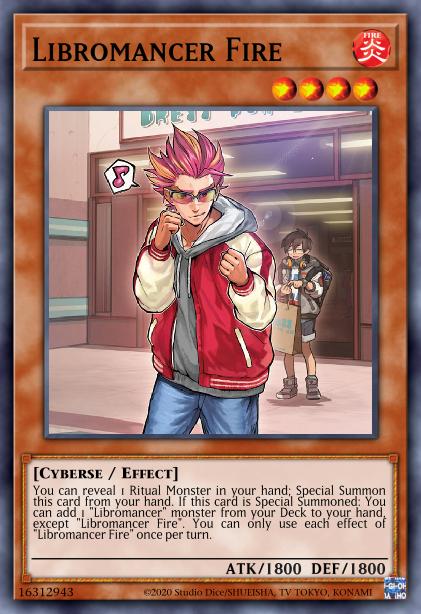 LIBROMANCER FIRE
FIRE
炎
[CYBERSE / EFFECT]
You can reveal 1 Ritual Monster in your hand; Special Summon
this card from your hand. If this card is Special Summoned: You
can add 1 "Libromancer" monster from your Deck to your hand,
except "Libromancer Fire". You can only use each effect of
"Libromancer Fire" once per turn.
ATK/1800 DEF/1800
16312943
©2020 Studio Dice/SHUEISHA, TV TOKYO, KONAMI